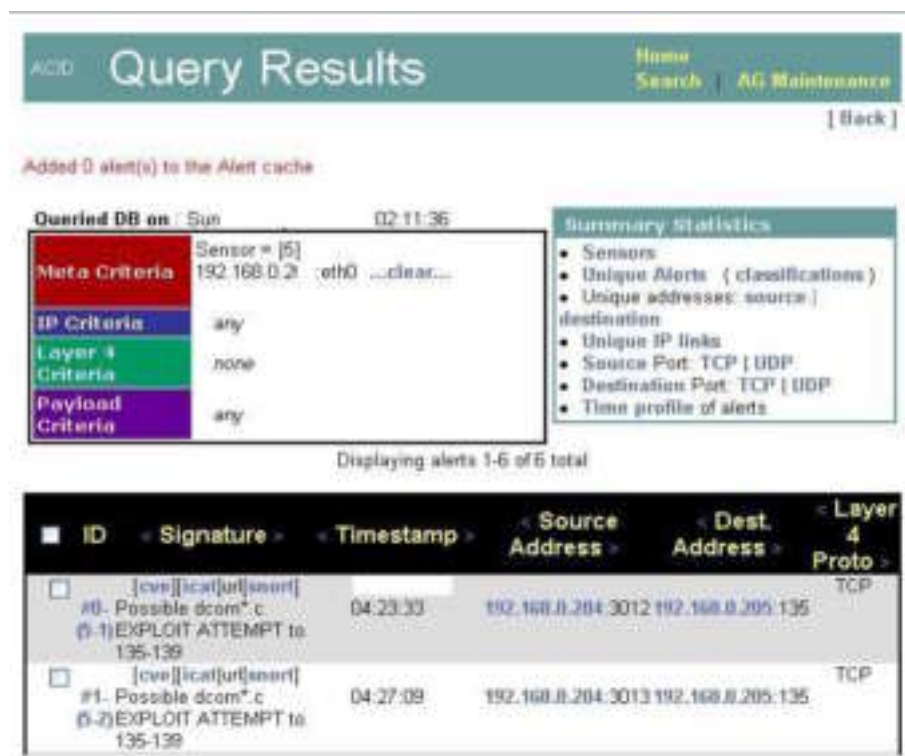 ACID Query Results
Home
Search | AG Maintenance
[ Back ]
Added 0 alert(s) to the Alert cache
Queried DB on : Sun 02:11:36
Meta Criteria
Sensor = [5]
192.168.0.2 :eth0 ...clear...
IP Criteria any
Layer 4
Criteria
none
Payload
Criteria
any
Summary Statistics
• Sensors
• Unique Alerts ( classifications )
• Unique addresses: source |
destination
• Unique IP links
• Source Port: TCP | UDP
• Destination Port: TCP | UDP
• Time profile of alerts
Displaying alerts 1-6 of 6 total
ID < Signature > < Timestamp > < Source Address > < Dest. Address > < Layer 4 Proto >
[cve][icat][url][snort]
#0- Possible dcom*.c 04:23:33 192.168.0.204:3012 192.168.0.205:135 TCP
(5-1) EXPLOIT ATTEMPT to
135-139
[cve][icat][url][snort]
#1- Possible dcom*.c 04:27:09 192.168.0.204:3013 192.168.0.205:135 TCP
(5-2) EXPLOIT ATTEMPT to
135-139